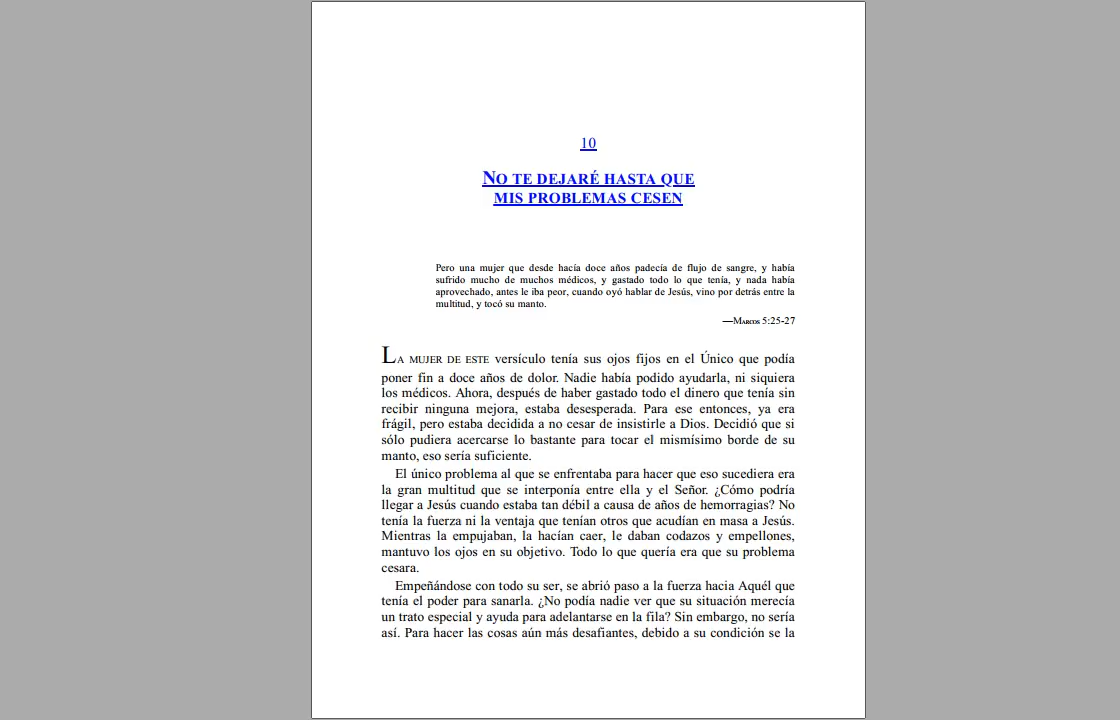 10
NO TE DEJARÉ HASTA QUE
MIS PROBLEMAS CESEN
Pero una mujer que desde hacía doce años padecía de flujo de sangre, y había
sufrido mucho de muchos médicos, y gastado todo lo que tenía, y nada había
aprovechado, antes le iba peor, cuando oyó hablar de Jesús, vino por detrás entre la
multitud, y tocó su manto.
—MARCOS 5:25-27
LA MUJER DE ESTE versículo tenía sus ojos fijos en el Único que podía
poner fin a doce años de dolor. Nadie había podido ayudarla, ni siquiera
los médicos. Ahora, después de haber gastado todo el dinero que tenía sin
recibir ninguna mejora, estaba desesperada. Para ese entonces, ya era
frágil, pero estaba decidida a no cesar de insistirle a Dios. Decidió que si
sólo pudiera acercarse lo bastante para tocar el mismísimo borde de su
manto, eso sería suficiente.
El único problema al que se enfrentaba para hacer que eso sucediera era
la gran multitud que se interponía entre ella y el Señor. ¿Cómo podría
llegar a Jesús cuando estaba tan débil a causa de años de hemorragias? No
tenía la fuerza ni la ventaja que tenían otros que acudían en masa a Jesús.
Mientras la empujaban, la hacían caer, le daban codazos y empellones,
mantuvo los ojos en su objetivo. Todo lo que quería era que su problema
cesara.
Empeñándose con todo su ser, se abrió paso a la fuerza hacia Aquél que
tenía el poder para sanarla. ¿No podía nadie ver que su situación merecía
un trato especial y ayuda para adelantarse en la fila? Sin embargo, no sería
así. Para hacer las cosas aún más desafiantes, debido a su condición se la